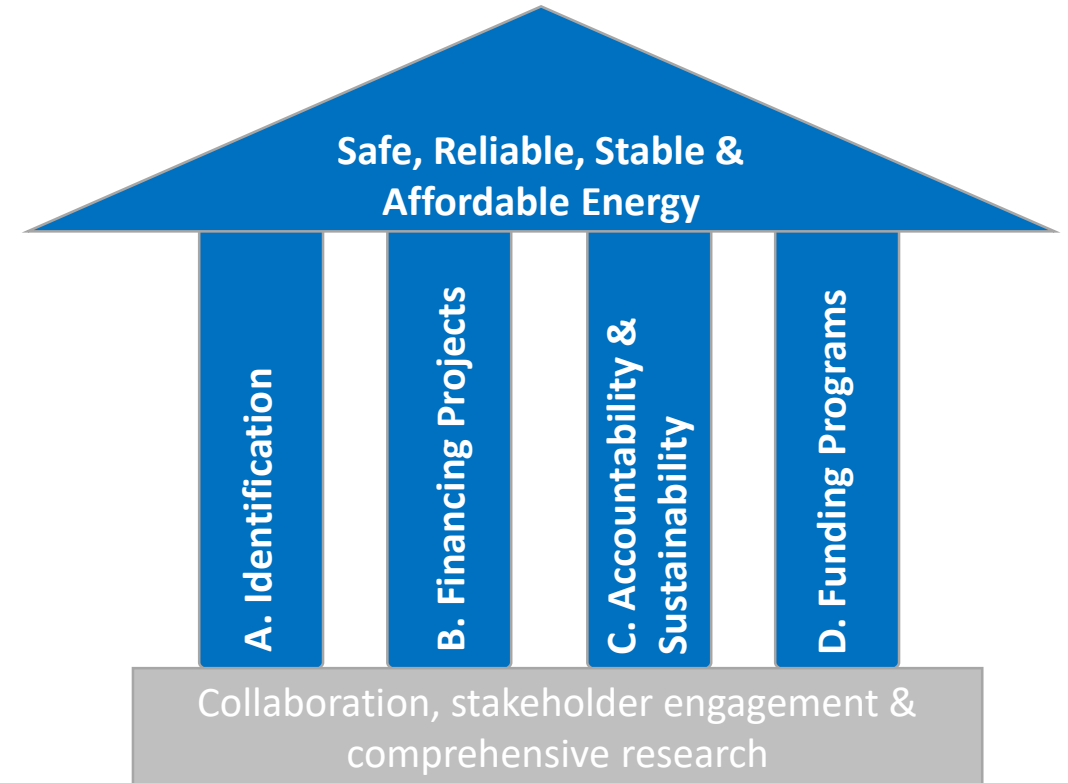 Safe, Reliable, Stable &
Affordable Energy
A. Identification
B. Financing Projects
C. Accountability &
Sustainability
D. Funding Programs
Collaboration, stakeholder engagement &
comprehensive research